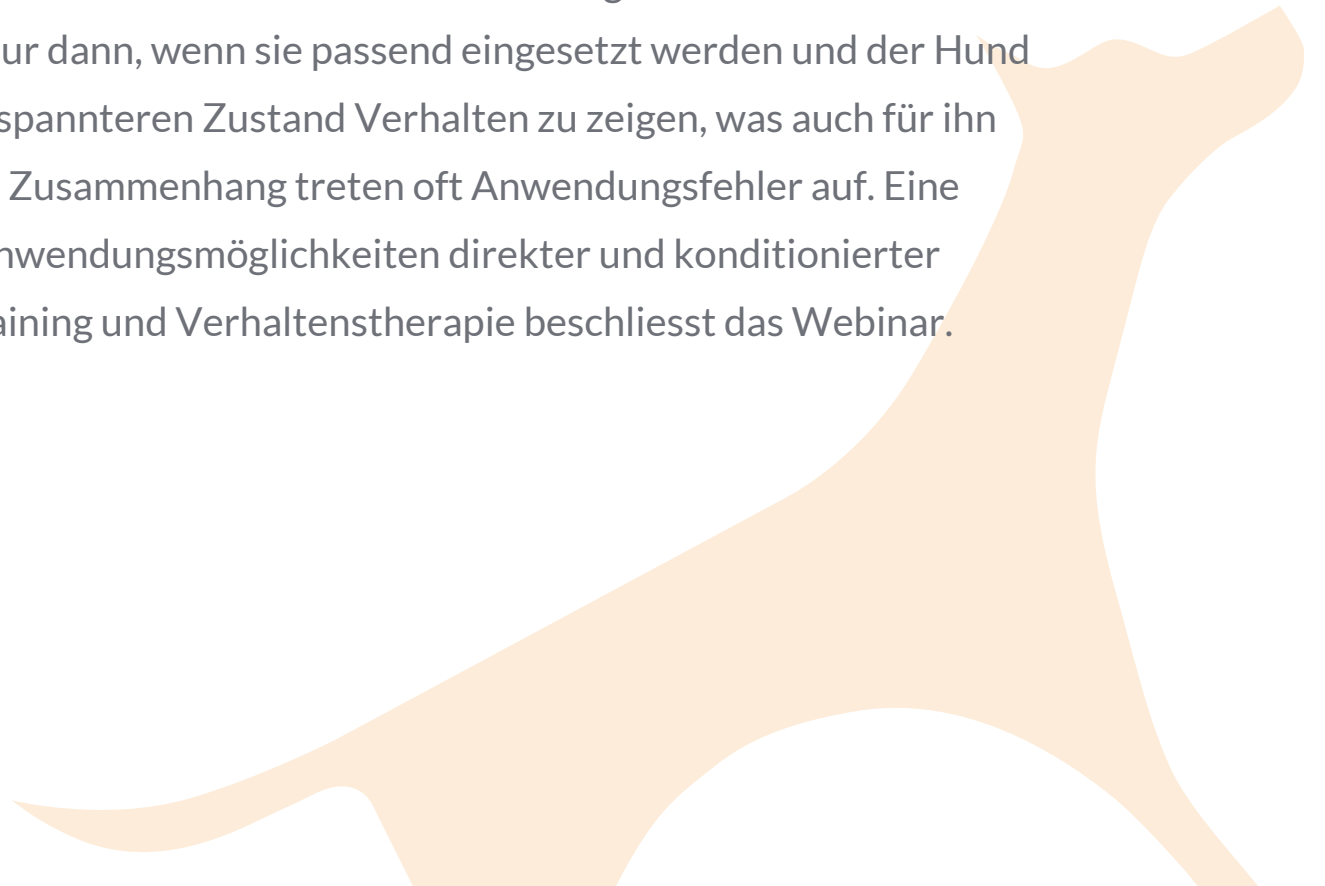 ur dann, wenn sie passend eingesetzt werden und der Hund
spannteren Zustand Verhalten zu zeigen, was auch für ihn
Zusammenhang treten oft Anwendungsfehler auf. Eine
nwendungsmöglichkeiten direkter und konditionierter
aining und Verhaltenstherapie beschliesst das Webinar.